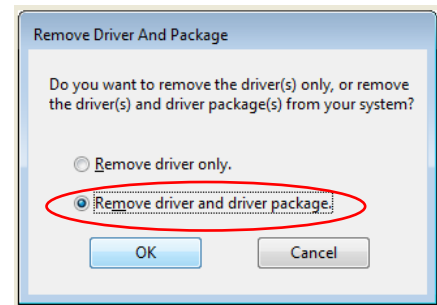 Remove Driver And Package
Do you want to remove the driver(s) only, or remove
the driver(s) and driver package(s) from your system?
Remove driver only.
Remove driver and driver package.
OK
Cancel